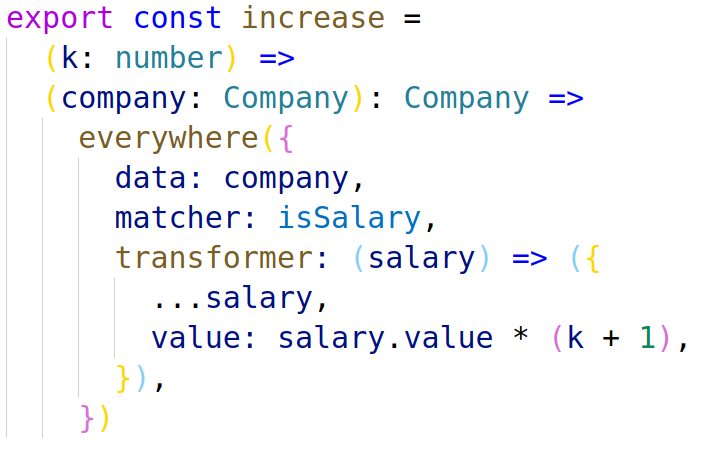 export const increase =
  (k: number) =>
  (company: Company): Company =>
    everywhere({
      data: company,
      matcher: isSalary,
      transformer: (salary) => ({
        ...salary,
        value: salary.value * (k + 1),
      }),
    })